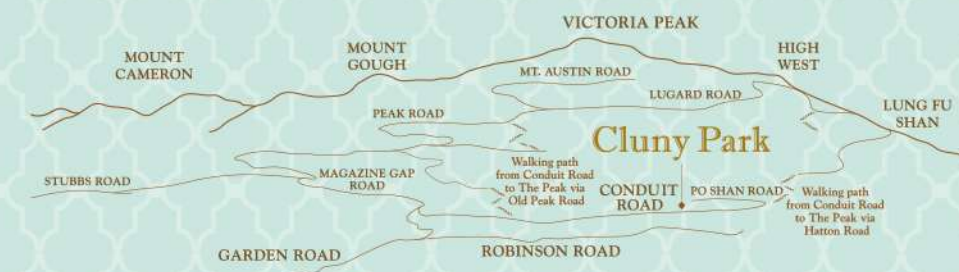 VICTORIA PEAK
MOUNT
CAMERON
MOUNT
GOUGH
HIGH
WEST
MT. AUSTIN ROAD
LUGARD ROAD
PEAK ROAD
LUNG FU
SHAN
Cluny Park
Walking path
from Conduit Road
to The Peak via
Old Peak Road
STUBBS ROAD
MAGAZINE GAP
ROAD
CONDUIT
ROAD
PO SHAN ROAD
Walking path
from Conduit Road
to The Peak via
Hatton Road
GARDEN ROAD
ROBINSON ROAD